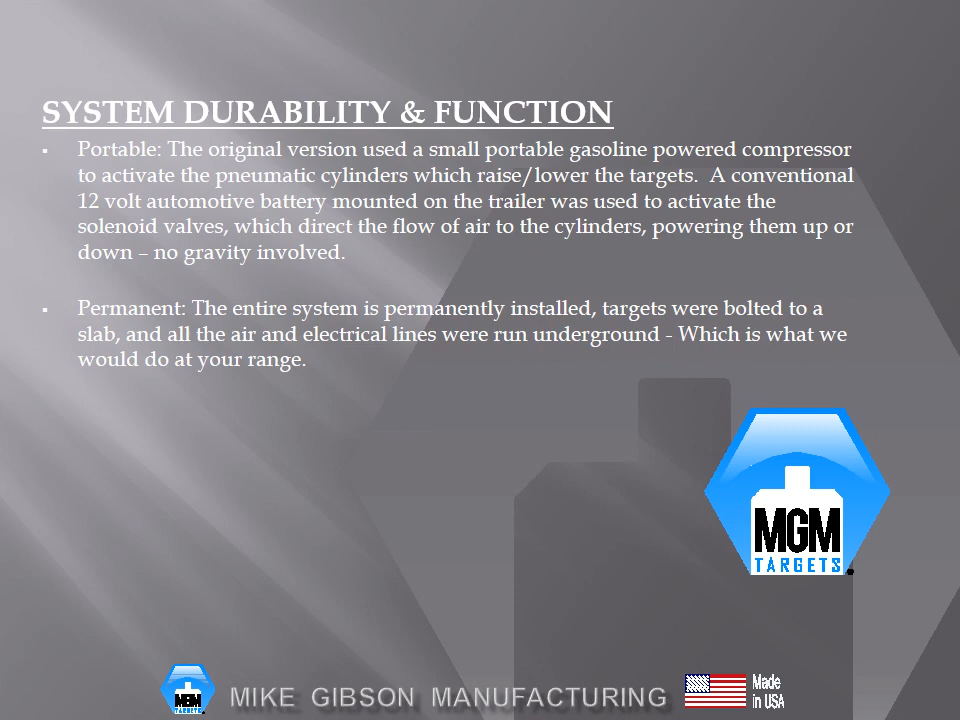 SYSTEM DURABILITY & FUNCTION
▪ Portable: The original version used a small portable gasoline powered compressor
to activate the pneumatic cylinders which raise/lower the targets.  A conventional
12 volt automotive battery mounted on the trailer was used to activate the
solenoid valves, which direct the flow of air to the cylinders, powering them up or
down – no gravity involved.
▪ Permanent: The entire system is permanently installed, targets were bolted to a
slab, and all the air and electrical lines were run underground - Which is what we
would do at your range.
MGM
TARGETS
MGM
TARGETS
MIKE GIBSON MANUFACTURING
Made
in USA